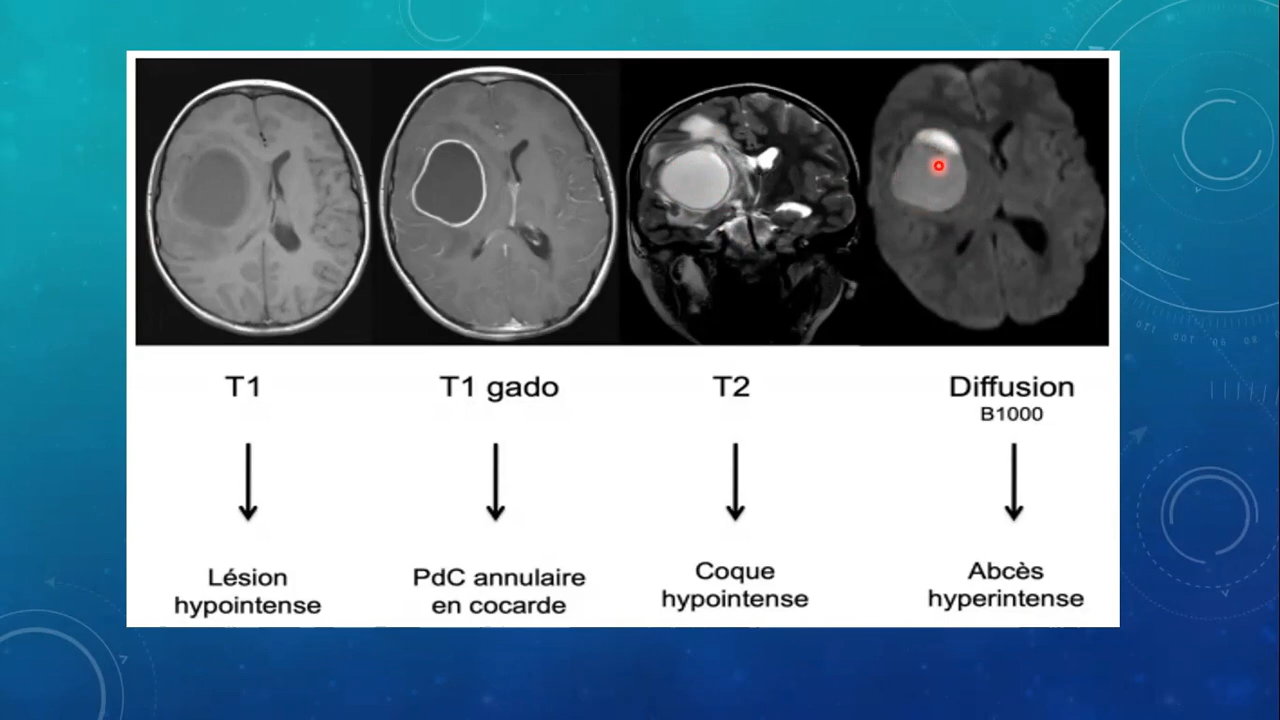 T1
T1 gado
T2
Diffusion
B1000
Lésion
hypointense
PdC annulaire
en cocarde
Coque
hypointense
Abcès
hyperintense